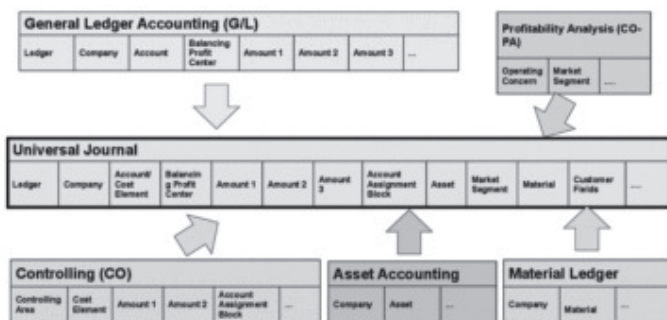 General Ledger Accounting (G/L)
Ledger
Company
Account
Balancing
Profit
Center
Amount 1
Amount 2
Amount 3
...
Profitability Analysis (CO-
PA)
Operating
Concern
Market
Segment
.....
Universal Journal
Ledger
Company
Account/
Cost
Element
Balancin
g Profit
Center
Amount 1
Amount 2
Amount
3
Account
Assignment
Block
Asset
Market
Segment
Material
Customer
Fields
.....
Controlling (CO)
Controlling
Area
Cost
Element
Amount 1
Amount 2
Account
Assignment
Block
...
Asset Accounting
Company
Asset
...
Material Ledger
Company
Material
...